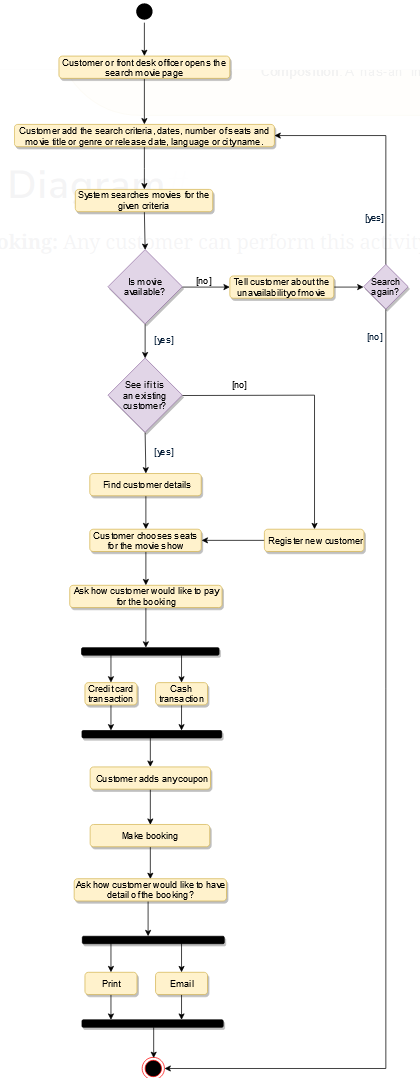 Customer or front desk officer opens the
search movie page
Composition: A 'has-an' in
Customer add the search criteria, dates, number of seats and
movie title or genre or release date, language or cityname.
Diagram
System searches movies for the
given criteria
[yes]
oking: Any customer can perform this activit
Is movie
available?
[no]
Tell customer about the
unavailability of movie
Search
again?
[yes]
[no]
See if it is
an existing
customer?
[no]
[yes]
Find customer details
Customer chooses seats
for the movie show
Register new customer
Ask how customer would like to pay
for the booking
Credit card
transaction
Cash
transaction
Customer adds any coupon
Make booking
Ask how customer would like to have
detail of the booking?
Print
Email